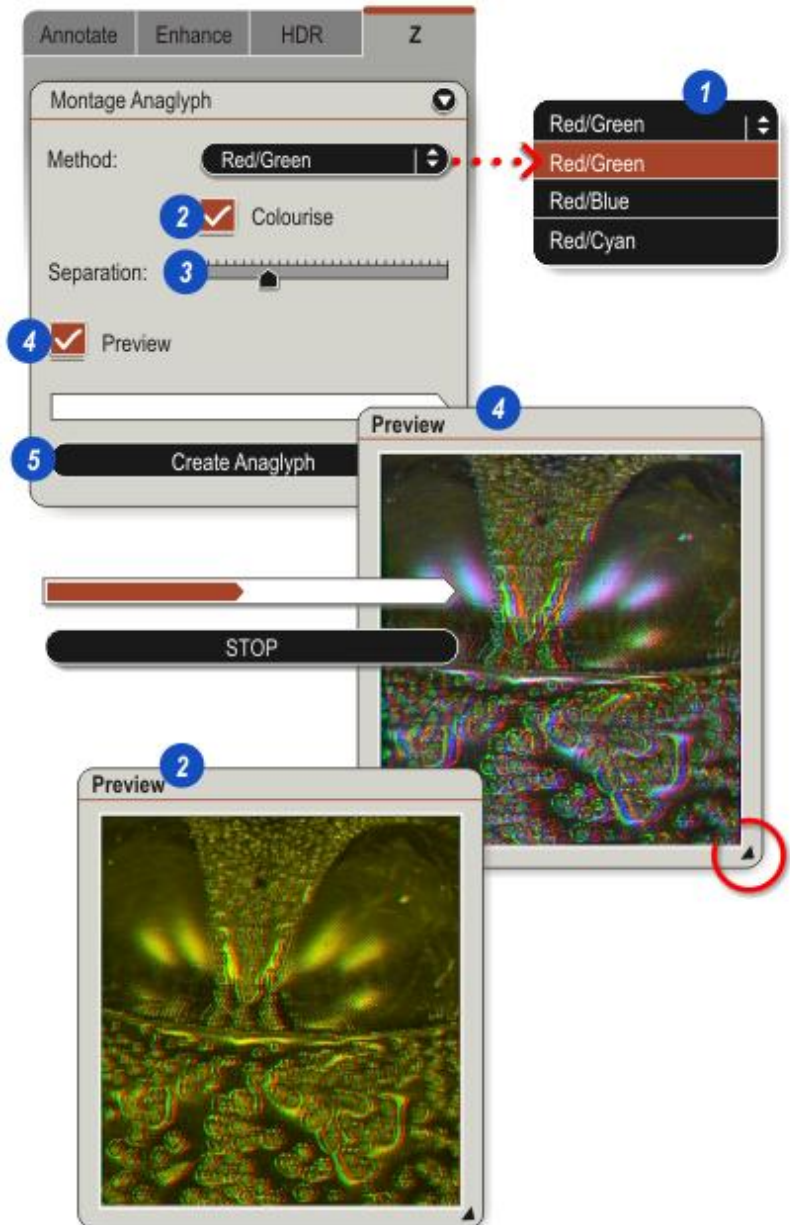 Annotate Enhance HDR Z
Montage Anaglyph
1
Red/Green
Method: Red/Green
Red/Green
Red/Blue
Red/Cyan
2 Colourise
Separation: 3
4 Preview
4
Preview
5 Create Anaglyph
STOP
2
Preview